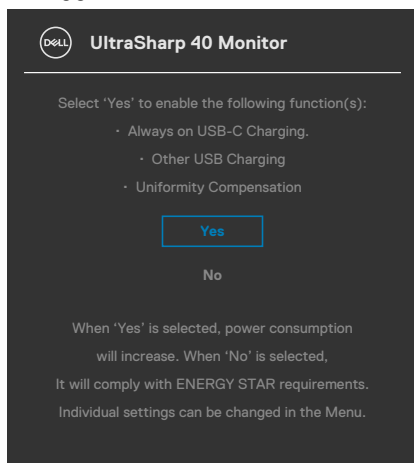 DELL UltraSharp 40 Monitor
Select ‘Yes’ to enable the following function(s):
· Always on USB-C Charging.
· Other USB Charging
· Uniformity Compensation
Yes
No
When ‘Yes’ is selected, power consumption
will increase. When ‘No’ is selected,
It will comply with ENERGY STAR requirements.
Individual settings can be changed in the Menu.